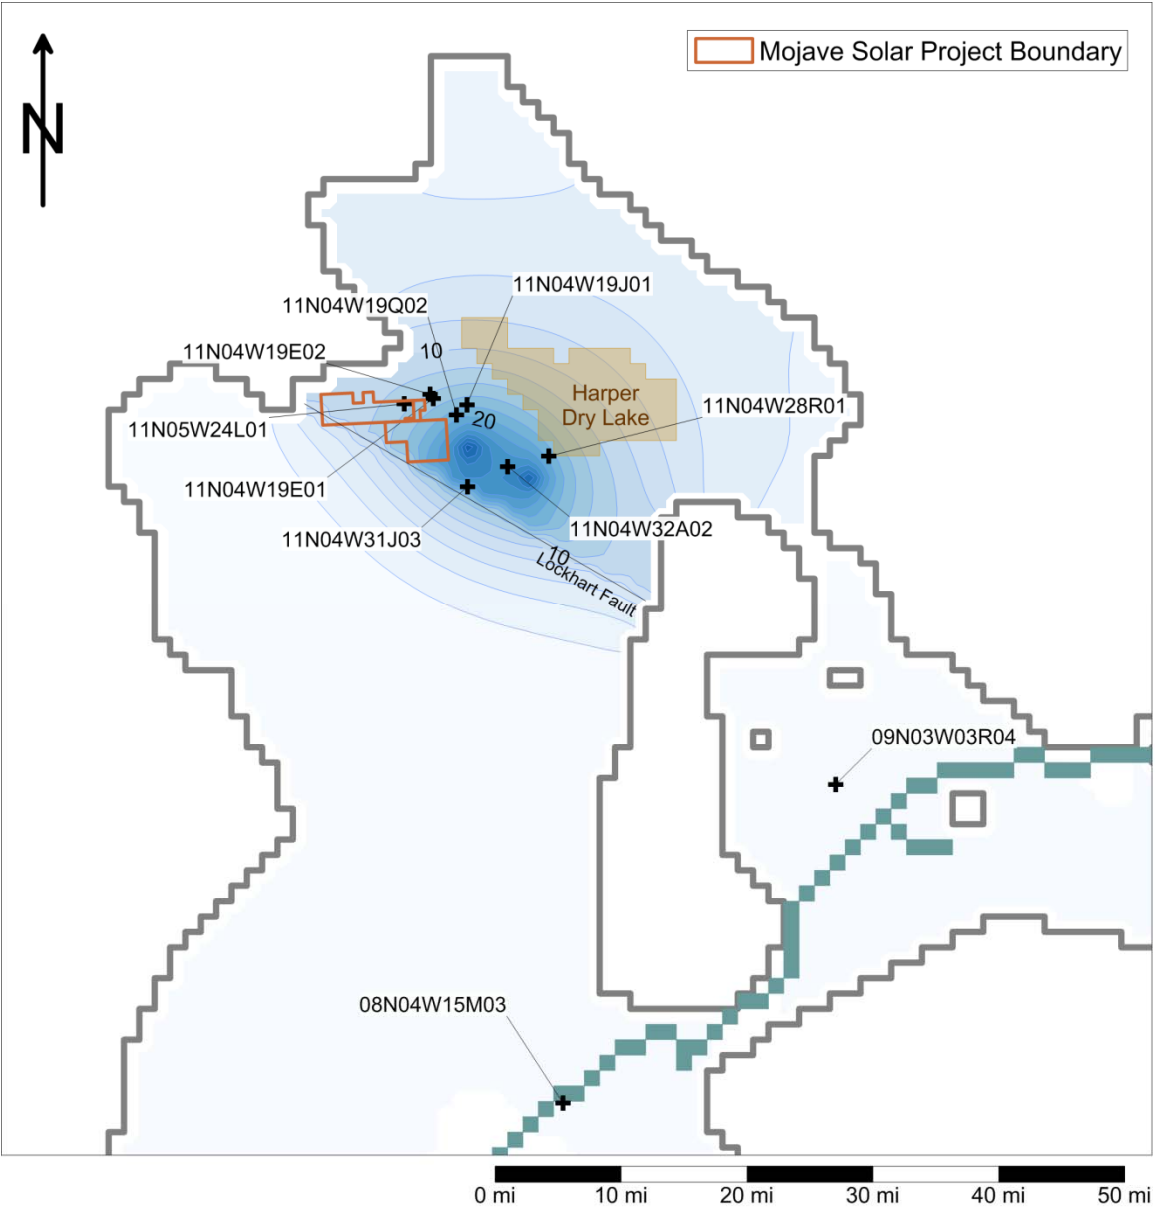 Mojave Solar Project Boundary
N
11N04W19J01
11N04W19Q02
10
11N04W19E02
Harper
Dry Lake
11N04W28R01
20
11N05W24L01
11N04W19E01
11N04W32A02
11N04W31J03
10
Lockhart Fault
09N03W03R04
08N04W15M03
0 mi 10 mi 20 mi 30 mi 40 mi 50 mi